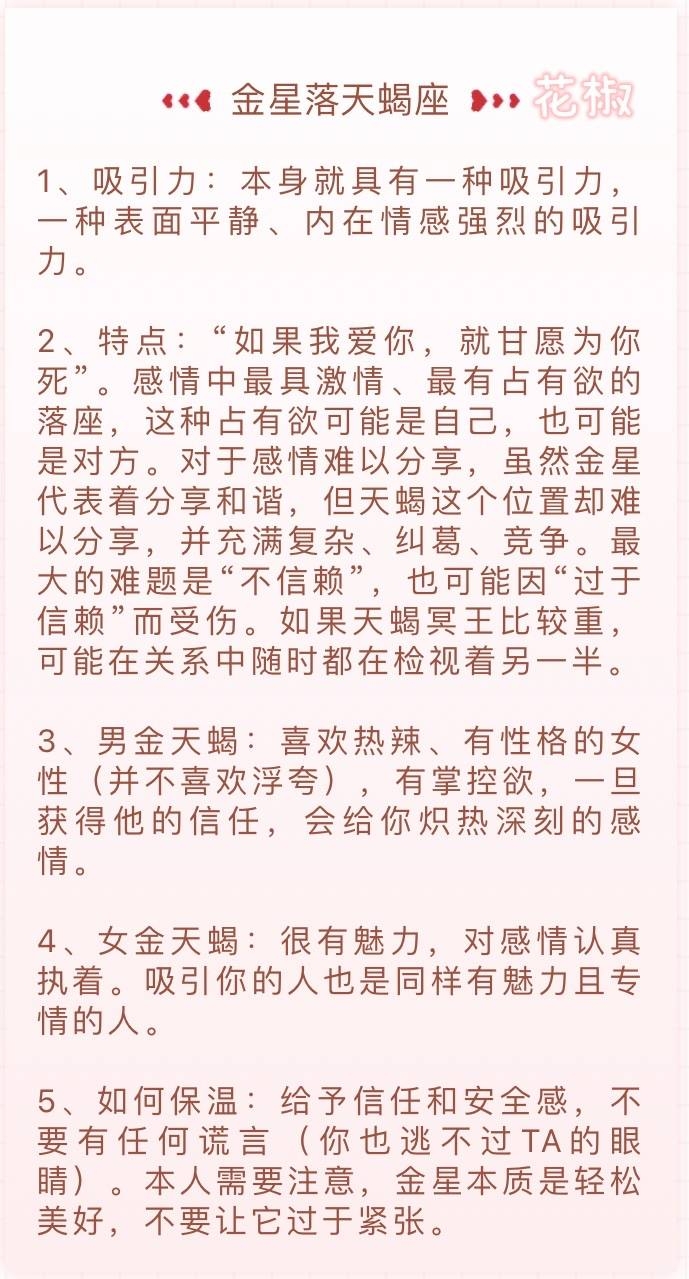 金星落天蝎座 花椒
1、吸引力：本身就具有一种吸引力，
一种表面平静、内在情感强烈的吸引
力。
2、特点：“如果我爱你，就甘愿为你
死”。感情中最具激情、最有占有欲的
落座，这种占有欲可能是自己，也可能
是对方。对于感情难以分享，虽然金星
代表着分享和谐，但天蝎这个位置却难
以分享，并充满复杂、纠葛、竞争。最
大的难题是“不信赖”，也可能因“过于
信赖”而受伤。如果天蝎冥王比较重，
可能在关系中随时都在检视着另一半。
3、男金天蝎：喜欢热辣、有性格的女
性（并不喜欢浮夸），有掌控欲，一旦
获得他的信任，会给你炽热深刻的感
情。
4、女金天蝎：很有魅力，对感情认真
执着。吸引你的人也是同样有魅力且专
情的人。
5、如何保温：给予信任和安全感，不
要有任何谎言（你也逃不过TA的眼
睛）。本人需要注意，金星本质是轻松
美好，不要让它过于紧张。